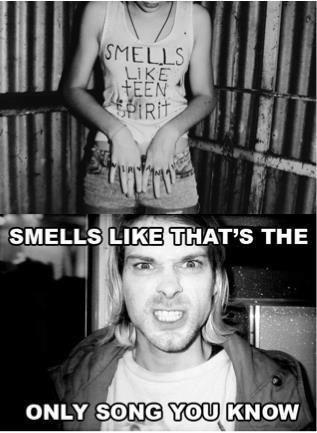 SMELLS
LiKE
tEEN
SPiRit
SMELLS LIKE THAT'S THE
ONLY SONG YOU KNOW